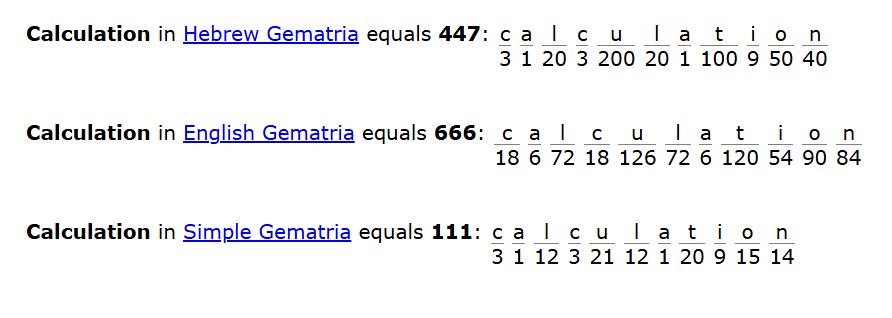 Calculation in Hebrew Gematria equals 447: c a l c u l a t i o n
3 1 20 3 200 20 1 100 9 50 40
Calculation in English Gematria equals 666: c a l c u l a t i o n
18 6 72 18 126 72 6 120 54 90 84
Calculation in Simple Gematria equals 111: c a l c u l a t i o n
3 1 12 3 21 12 1 20 9 15 14